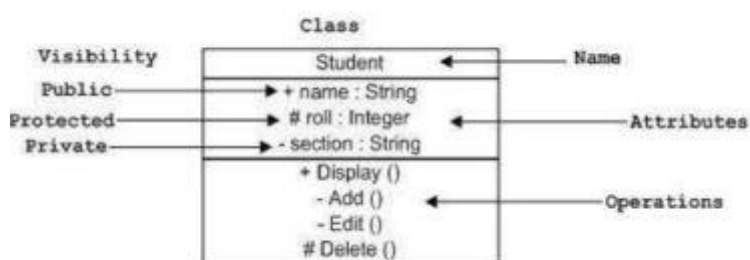 Class
Visibility
Student
Name
Public
+ name : String
Protected
# roll : Integer
Attributes
Private
- section : String
+ Display ()
- Add ()
Operations
- Edit ()
# Delete ()